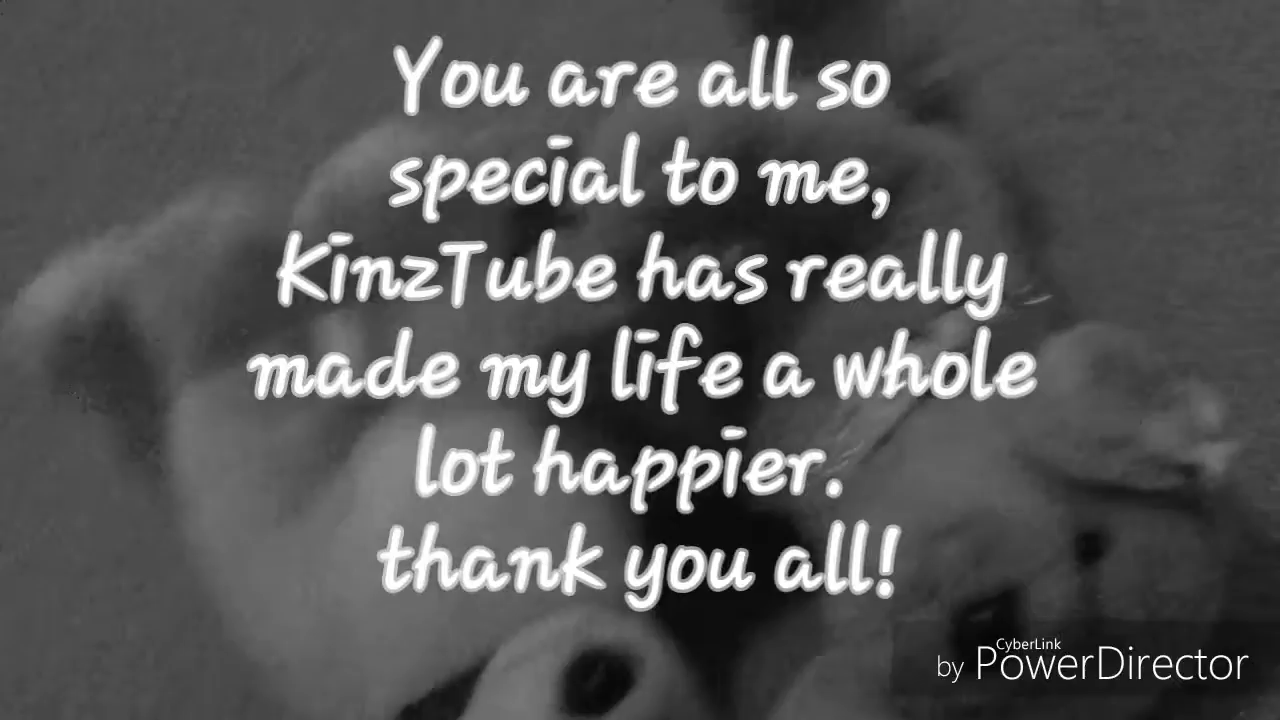 You are all so
special to me,
KinzTube has really
made my life a whole
lot happier.
thank you all!
by CyberLink PowerDirector